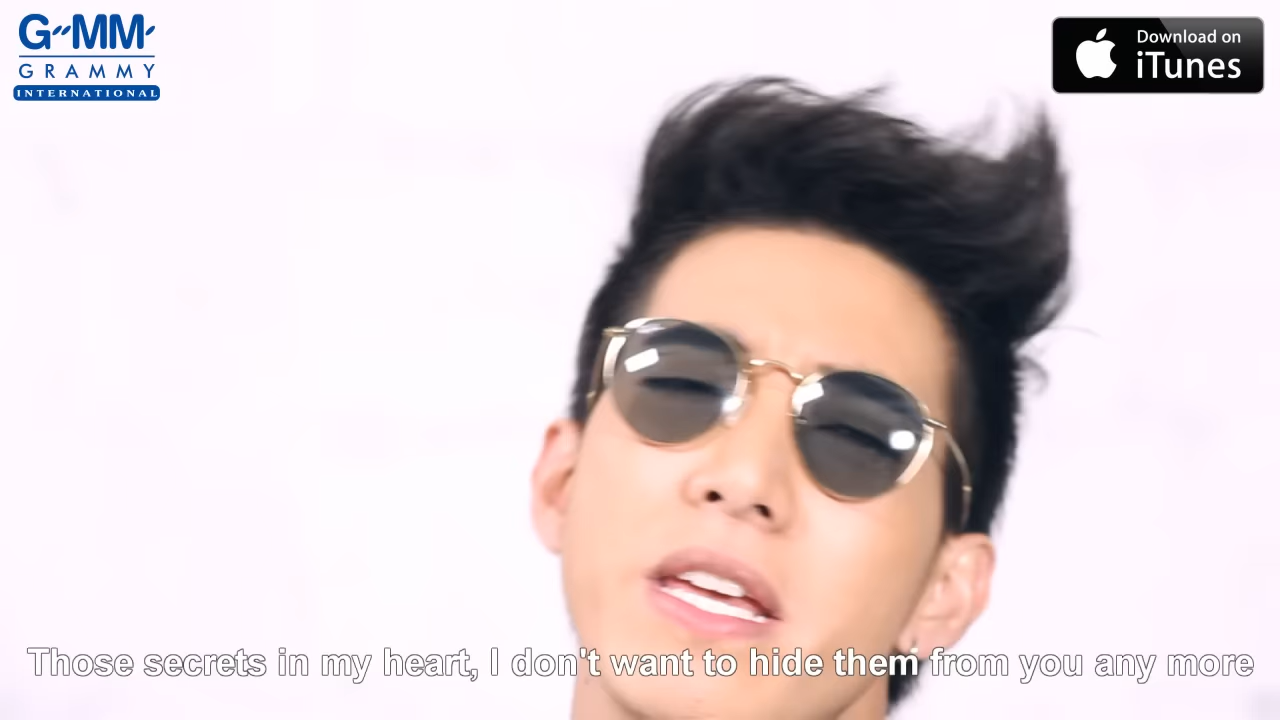 G-MM-
GRAMMY
INTERNATIONAL
Download on
iTunes
Those secrets in my heart, I don't want to hide them from you any more